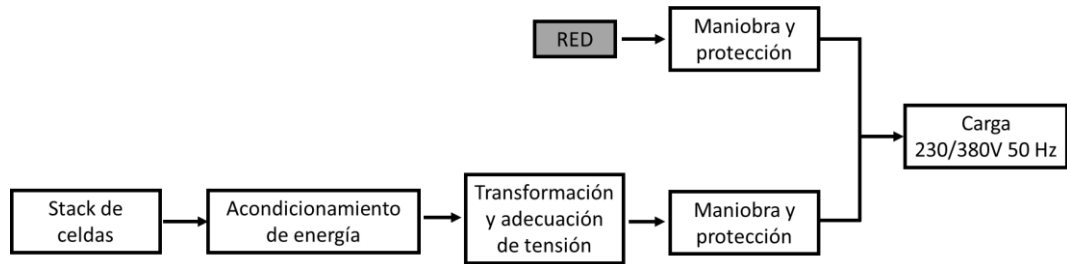 RED
Maniobra y
protección
Carga
230/380V 50 Hz
Stack de
celdas
Acondicionamiento
de energía
Transformación
y adecuación
de tensión
Maniobra y
protección